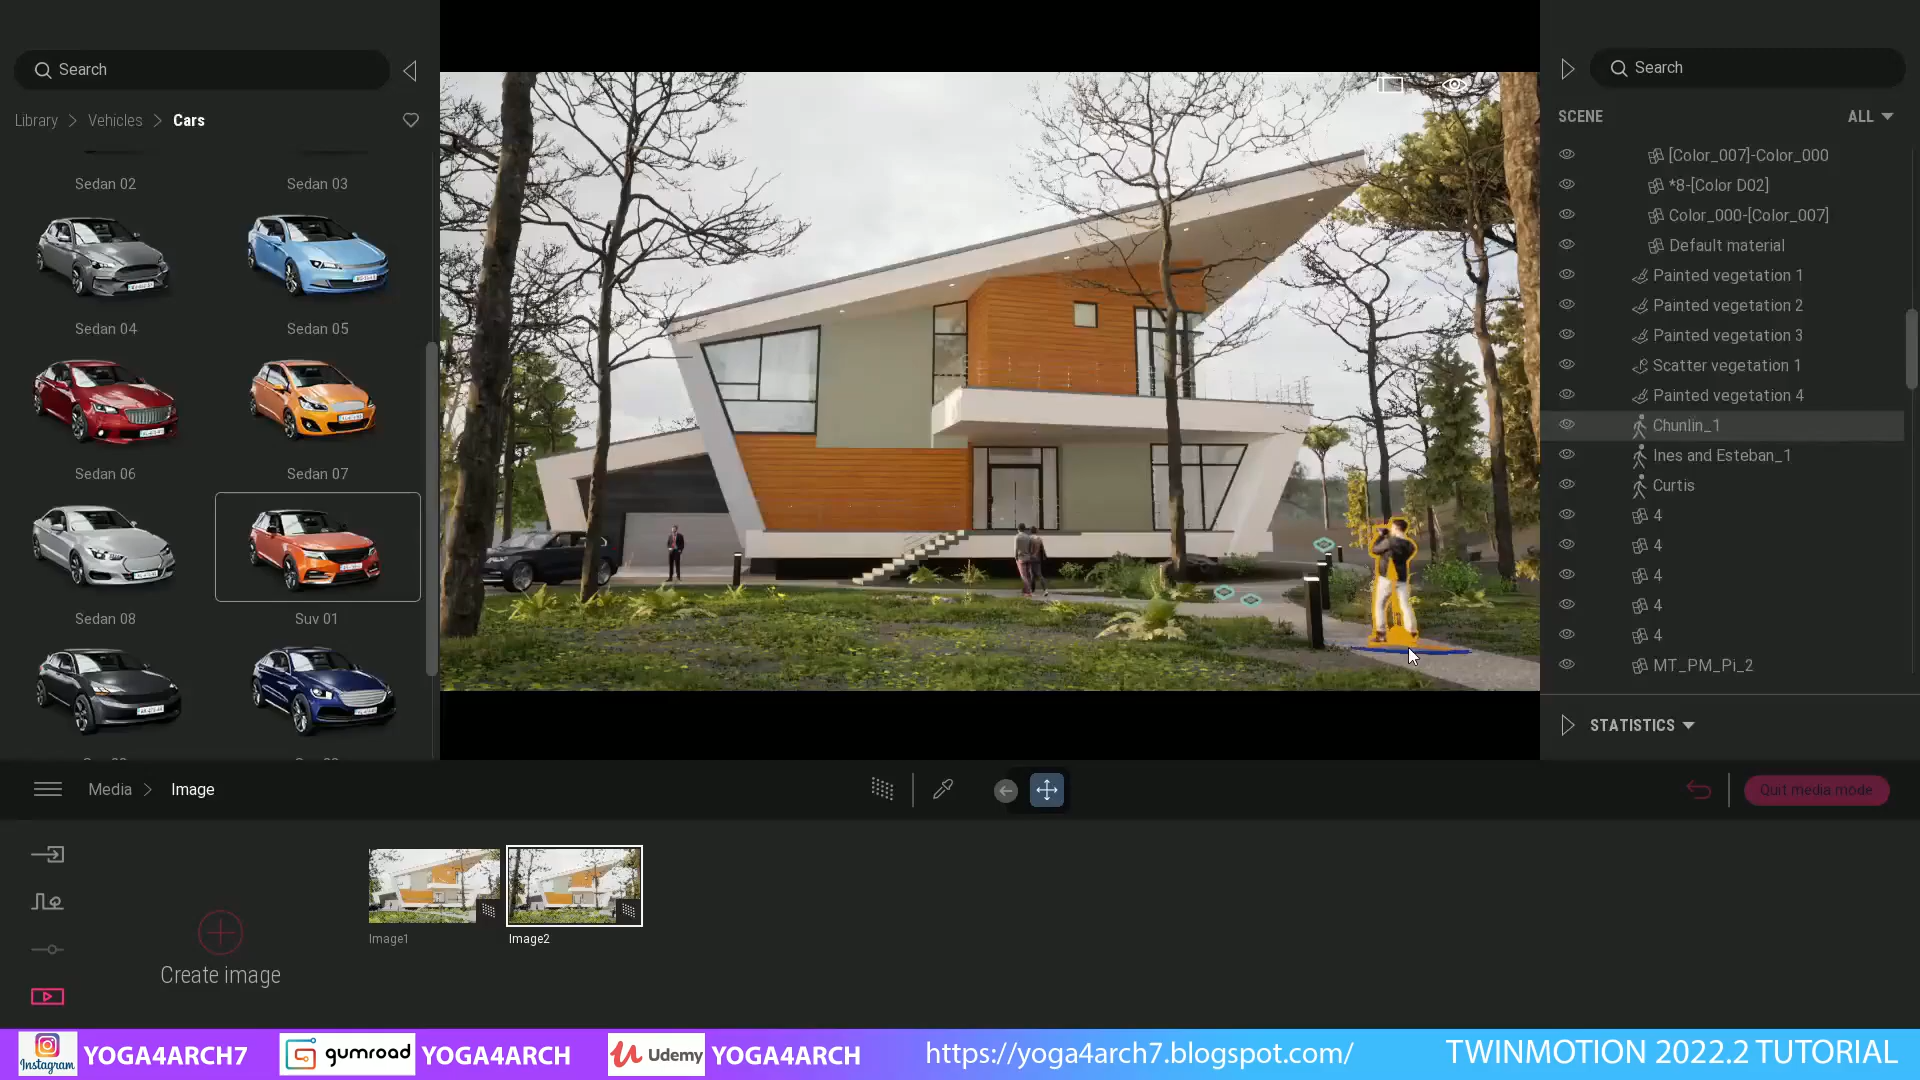 Search
Library > Vehicles > Cars
Sedan 02
Sedan 03
Sedan 04
Sedan 05
Sedan 06
Sedan 07
Sedan 08
Suv 01
Search
SCENE
ALL
[Color_007]-Color_000
*8-[Color D02]
Color_000-[Color_007]
Default material
Painted vegetation 1
Painted vegetation 2
Painted vegetation 3
Scatter vegetation 1
Painted vegetation 4
Chunlin_1
Ines and Esteban_1
Curtis
4
4
4
4
4
MT_PM_Pi_2
STATISTICS
Media > Image
Quit media mode
Create image
Image1
Image2
Instagram YOGA4ARCH7
gumroad YOGA4ARCH
Udemy YOGA4ARCH
https://yoga4arch7.blogspot.com/
TWINMOTION 2022.2 TUTORIAL